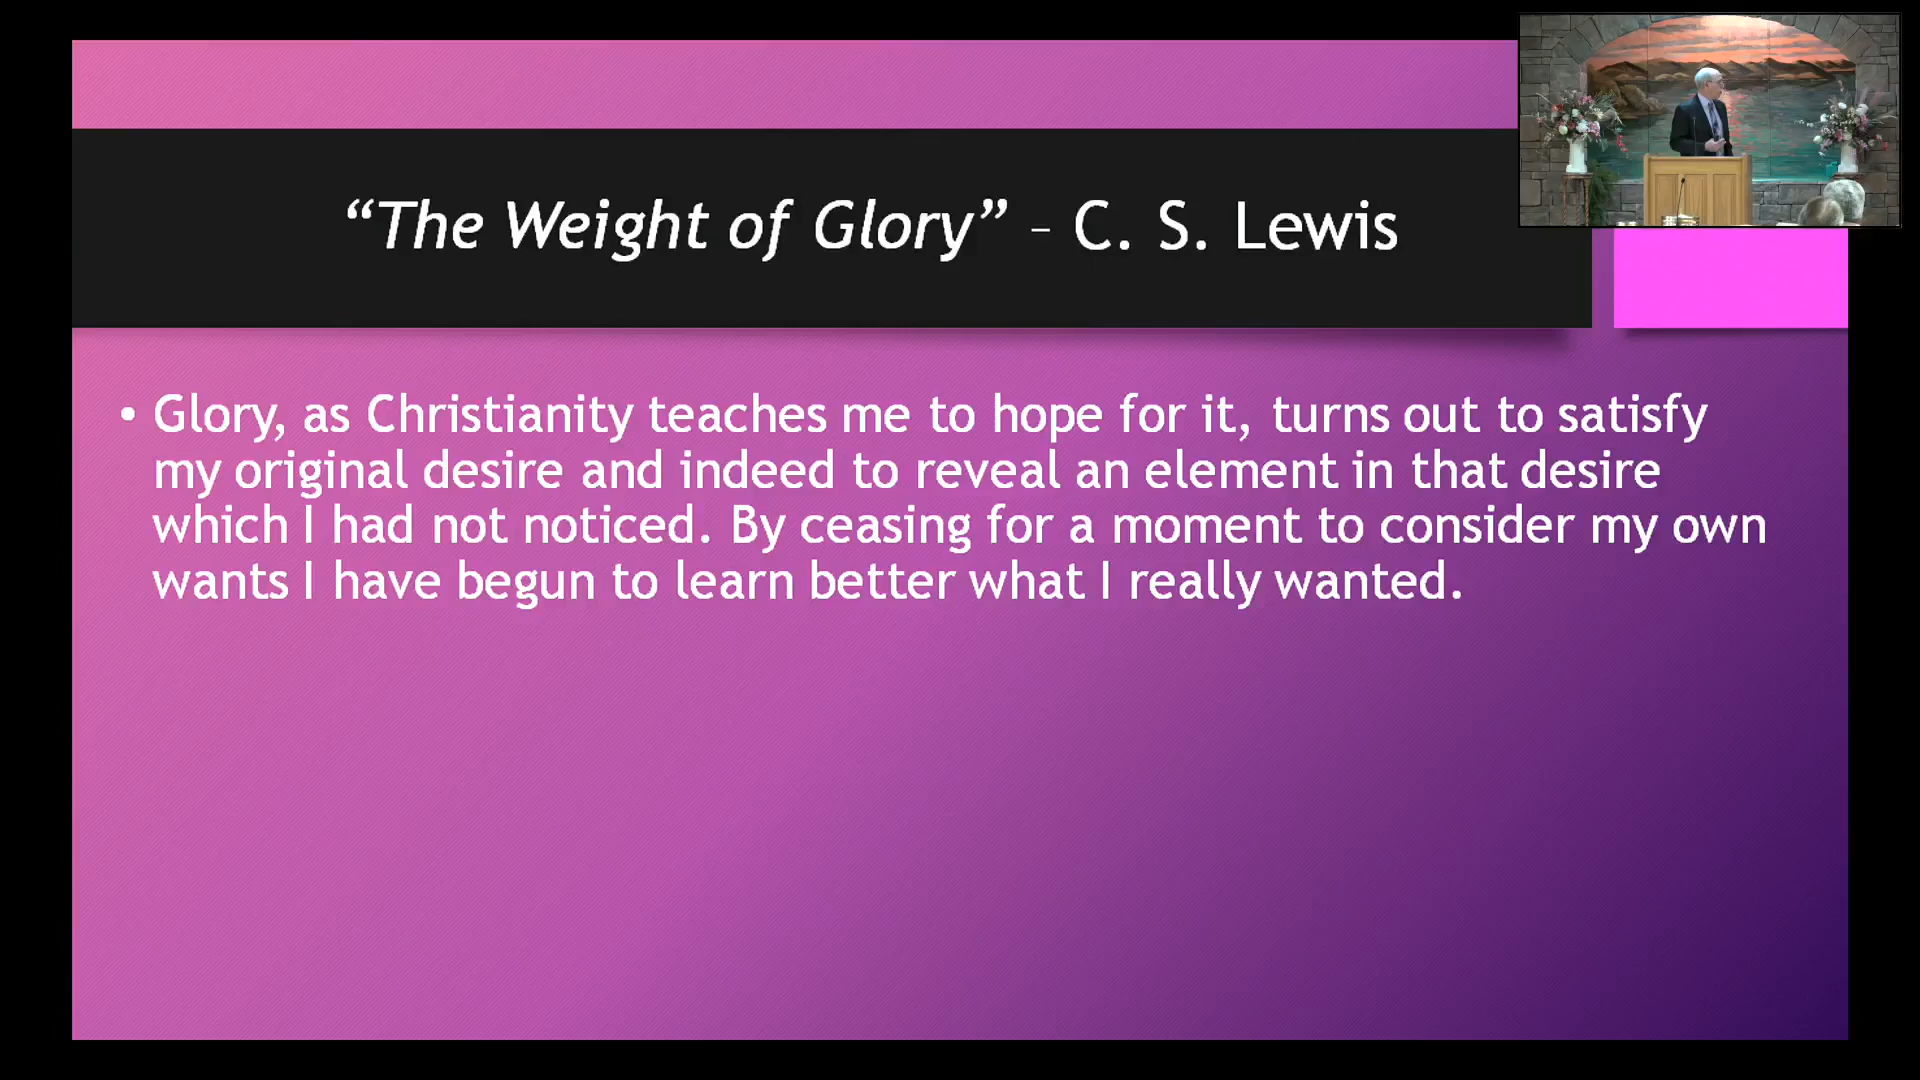 “The Weight of Glory” – C. S. Lewis
• Glory, as Christianity teaches me to hope for it, turns out to satisfy
my original desire and indeed to reveal an element in that desire
which I had not noticed. By ceasing for a moment to consider my own
wants I have begun to learn better what I really wanted.